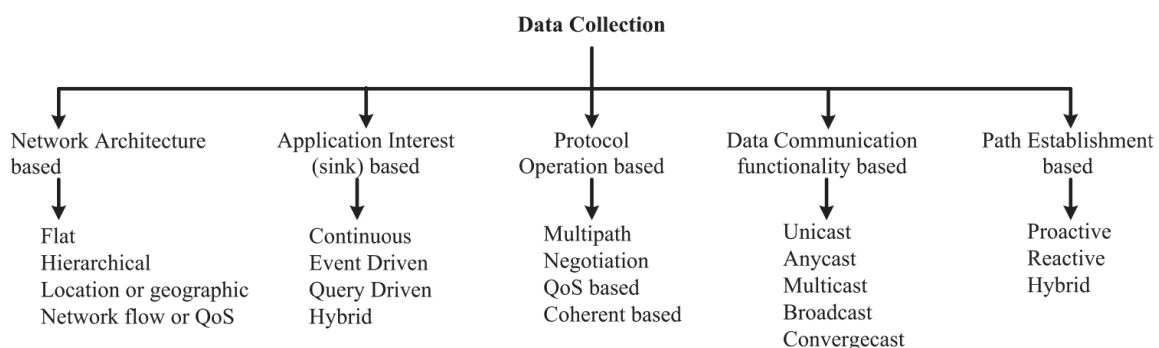 Data Collection
Network Architecture
based
Application Interest
(sink) based
Protocol
Operation based
Data Communication
functionality based
Path Establishment
based
Flat
Hierarchical
Location or geographic
Network flow or QoS
Continuous
Event Driven
Query Driven
Hybrid
Multipath
Negotiation
QoS based
Coherent based
Unicast
Anycast
Multicast
Broadcast
Convergecast
Proactive
Reactive
Hybrid